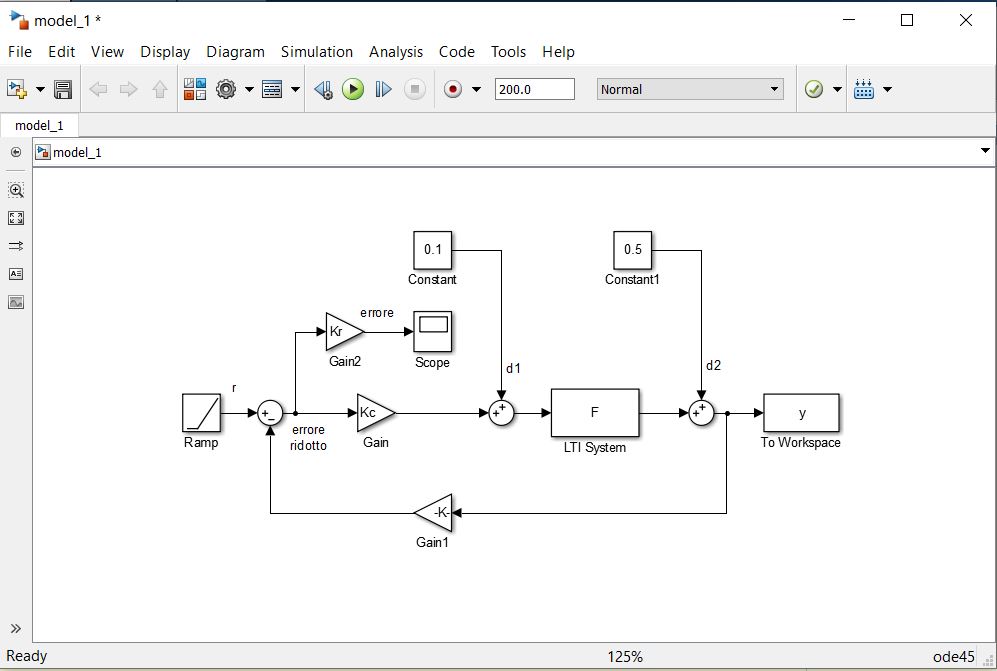 model_1 *
File Edit View Display Diagram Simulation Analysis Code Tools Help
200.0 Normal
model_1
model_1
0.1
Constant
0.5
Constant1
errore
Kr
Gain2
Scope
d1
d2
r
Ramp
+
-
errore
ridotto
Kc
Gain
+
+
F
LTI System
+
+
y
To Workspace
-K-
Gain1
Ready 125% ode45